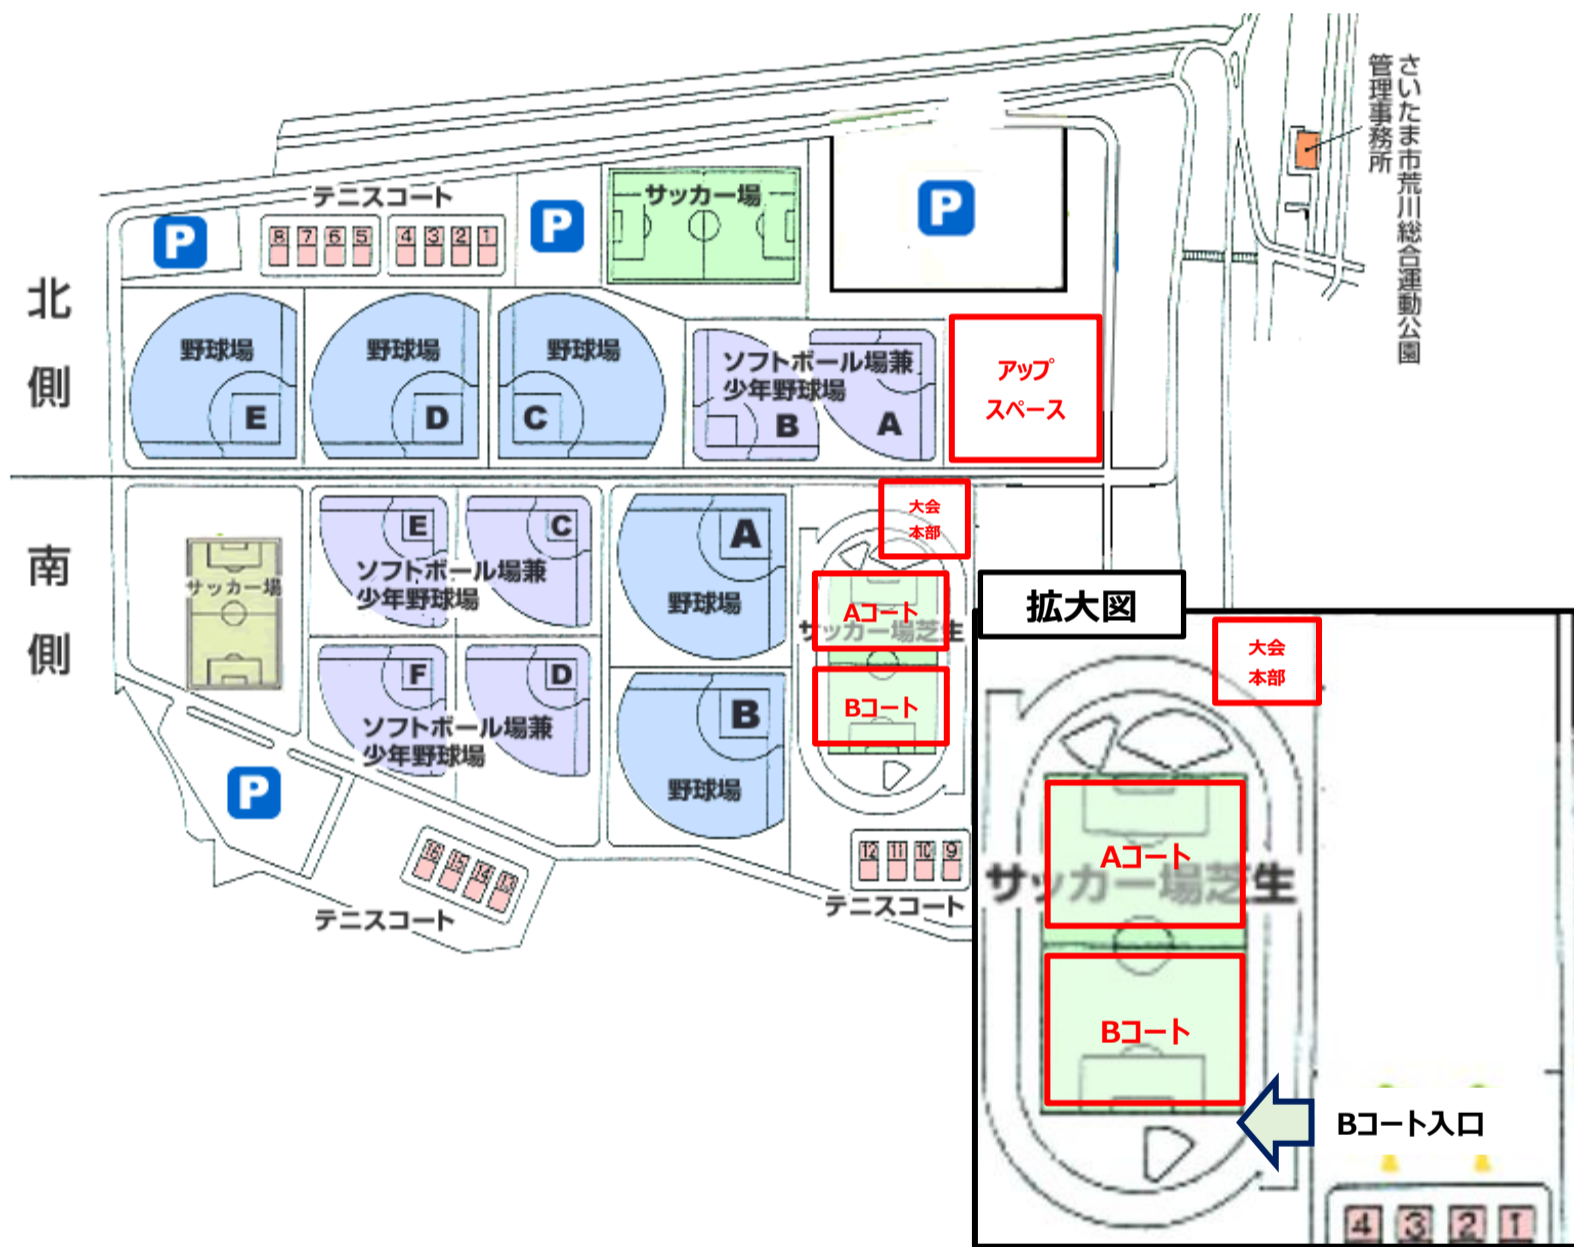 さいたま市荒川総合運動公園
管理事務所
北側
テニスコート
P
8 7 6 5 4 3 2 1
P
サッカー場
P
野球場
E
野球場
D
野球場
C
ソフトボール場兼
少年野球場
B
A
アップ
スペース
南側
サッカー場
E
C
ソフトボール場兼
少年野球場
F
D
ソフトボール場兼
少年野球場
A
野球場
B
野球場
大会
本部
Aコート
サッカー場芝生
Bコート
P
16 15 14 13
テニスコート
12 11 10 9
テニスコート
拡大図
大会
本部
Aコート
サッカー場芝生
Bコート
Bコート入口
4 3 2 1